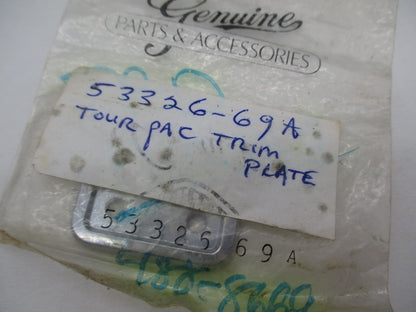 Genuine
PARTS & ACCESSORIES
53326-69A
TOUR PAC TRIM
PLATE
53326 69A